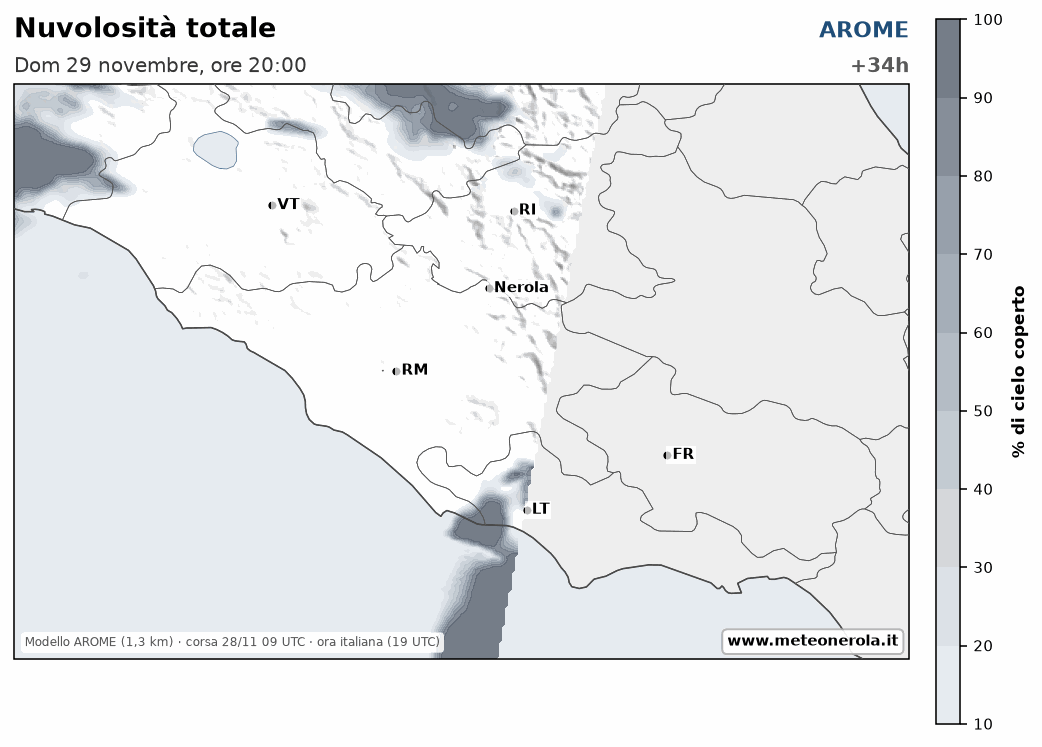 Nuvolosità totale
AROME
Dom 29 novembre, ore 20:00
+34h
100
90
80
70
60
50
40
30
20
10
% di cielo coperto
VT
RI
Nerola
RM
FR
LT
Modello AROME (1,3 km) · corsa 28/11 09 UTC · ora italiana (19 UTC)
www.meteonerola.it